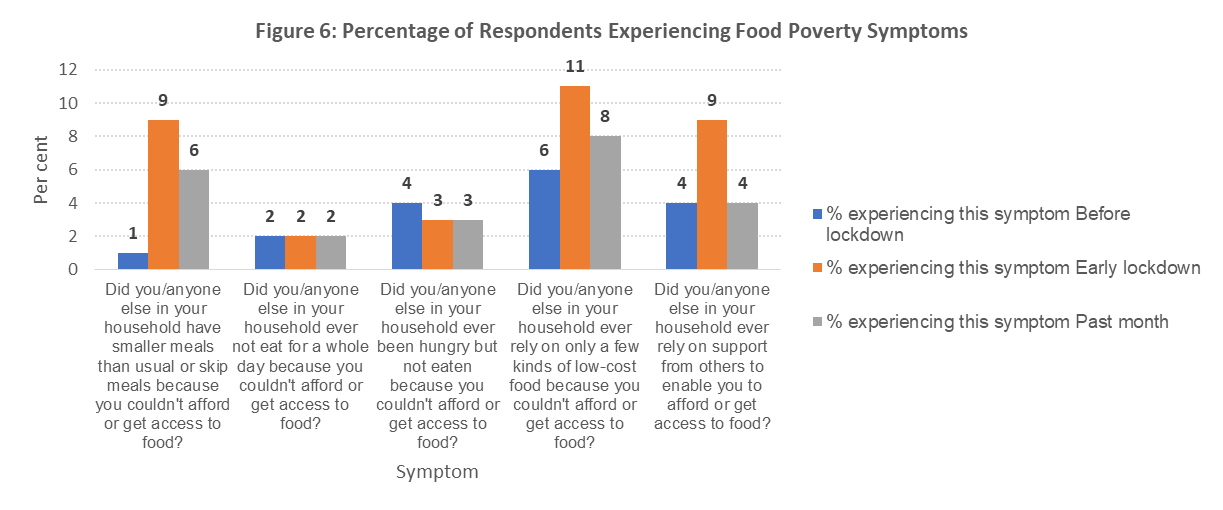 Figure 6: Percentage of Respondents Experiencing Food Poverty Symptoms
Per cent
12
10
8
6
4
2
0
1
9
6
2
2
2
4
3
3
6
11
8
4
9
4
Did you/anyone
else in your
household have
smaller meals
than usual or skip
meals because
you couldn't afford
or get access to
food?
Did you/anyone
else in your
household ever
not eat for a whole
day because you
couldn't afford or
get access to
food?
Did you/anyone
else in your
household ever
been hungry but
not eaten
because you
couldn't afford or
get access to
food?
Did you/anyone
else in your
household ever
rely on only a few
kinds of low-cost
food because you
couldn't afford or
get access to
food?
Did you/anyone
else in your
household ever
rely on support
from others to
enable you to
afford or get
access to food?
Symptom
% experiencing this symptom Before
lockdown
% experiencing this symptom Early lockdown
% experiencing this symptom Past month